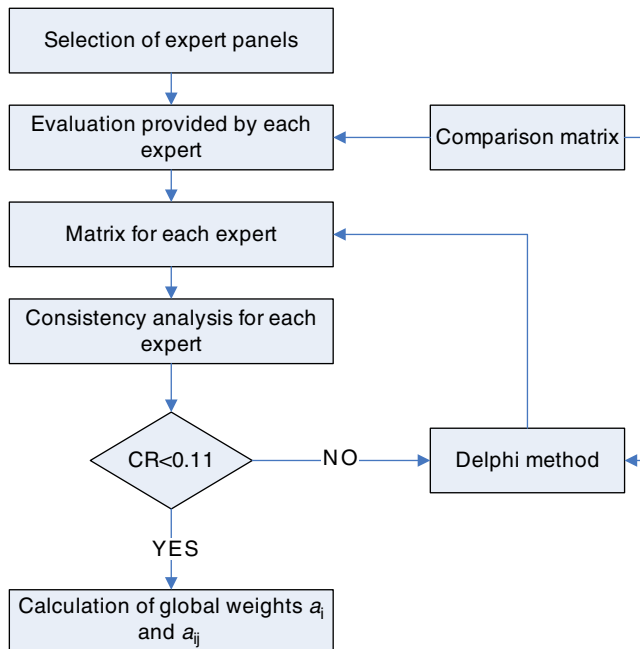 Selection of expert panels
Evaluation provided by each
expert
Comparison matrix
Matrix for each expert
Consistency analysis for each
expert
CR<0.11
NO
Delphi method
YES
Calculation of global weights ai
and aij